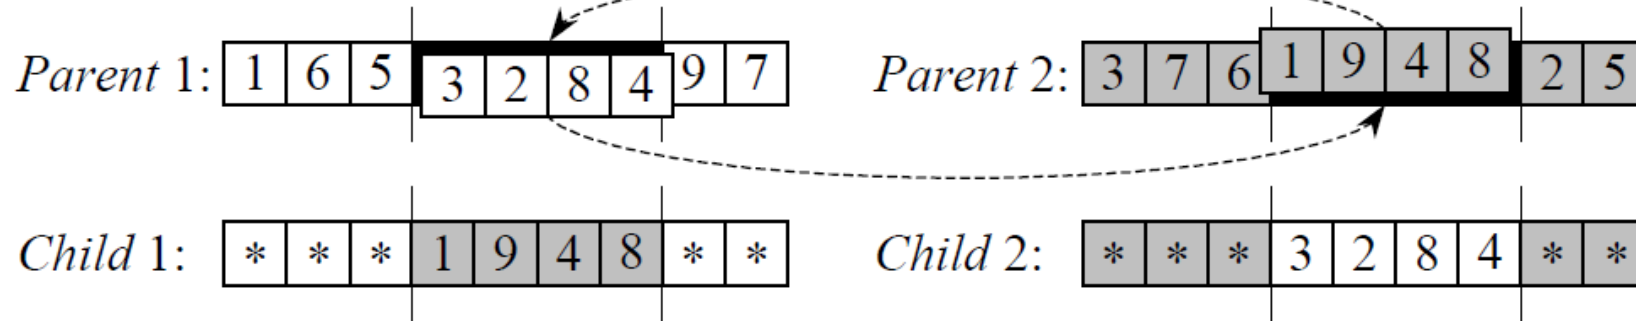 Parent 1: 1 6 5 3 2 8 4 9 7
Parent 2: 3 7 6 1 9 4 8 2 5
Child 1: * * * 1 9 4 8 * *
Child 2: * * * 3 2 8 4 * *